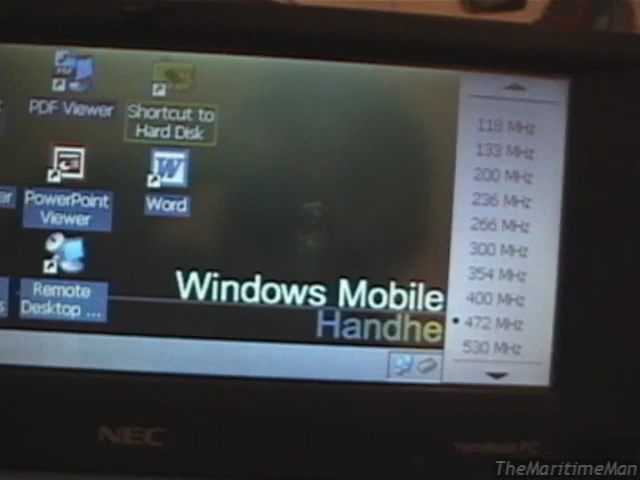 PDF Viewer
Shortcut to
Hard Disk
PowerPoint
Viewer
Word
Remote
Desktop ...
Windows Mobile
Handhe
118 MHz
133 MHz
200 MHz
236 MHz
266 MHz
300 MHz
354 MHz
400 MHz
472 MHz
530 MHz
NEC
TheMaritimeMan